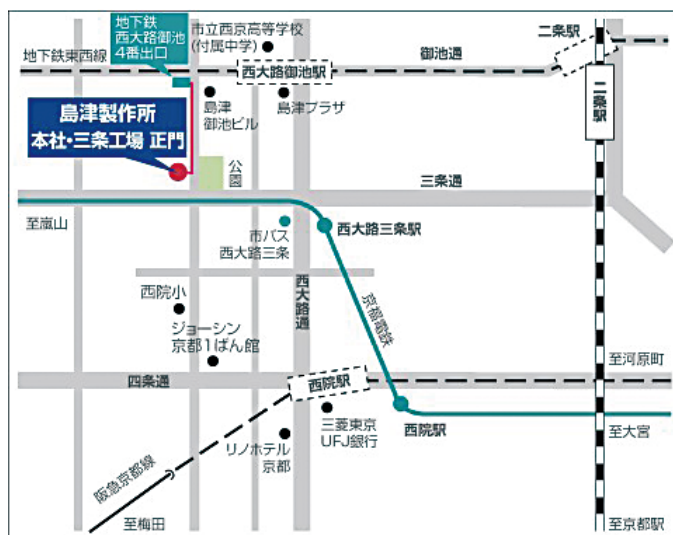 地下鉄
西大路御池
4番出口
市立西京高等学校
(付属中学)
二条駅
地下鉄東西線
御池通
西大路御池駅
二条駅
島津
御池ビル
島津プラザ
島津製作所
本社・三条工場 正門
公園
三条通
至嵐山
市バス
西大路三条
西大路三条駅
西院小
西大路通
京福電鉄
ジョーシン
京都1ばん館
至河原町
四条通
西院駅
西院駅
三菱東京
UFJ銀行
至大宮
リノホテル
京都
阪急京都線
至梅田
至京都駅